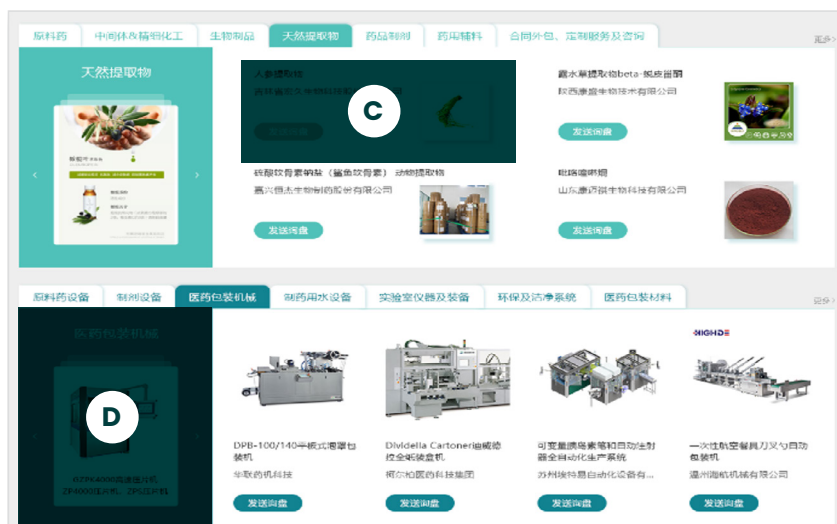 原料药 中间体&精细化工 生物制品 天然提取物 药品制剂 药用辅料 合同外包、定制服务及咨询
更多>
天然提取物
人参提取物
发送询盘
C
露水草提取物beta-蜕皮甾酮
陕西康盛生物技术有限公司
发送询盘
硫酸软骨素钠盐（鲨鱼软骨素） 动物提取物
嘉兴恒杰生物制药股份有限公司
发送询盘
吡咯喹啉醌
山东康迈祺生物科技有限公司
发送询盘
原料药设备 制剂设备 医药包装机械 制药用水设备 实验室仪器及装备 环保及洁净系统 医药包装材料
更多>
医药包装机械
D
DPB-100/140平板式泡罩包
装机
华联药机科技
发送询盘
Dividella Cartoner迪威德
拉全纸装盒机
柯尔柏医药科技集团
发送询盘
可变量胰岛素笔和自动注射
器全自动化生产系统
苏州埃特易自动化设备有...
发送询盘
HIGHDE
一次性航空餐具刀叉勺自动
包装机
温州海航机械有限公司
发送询盘